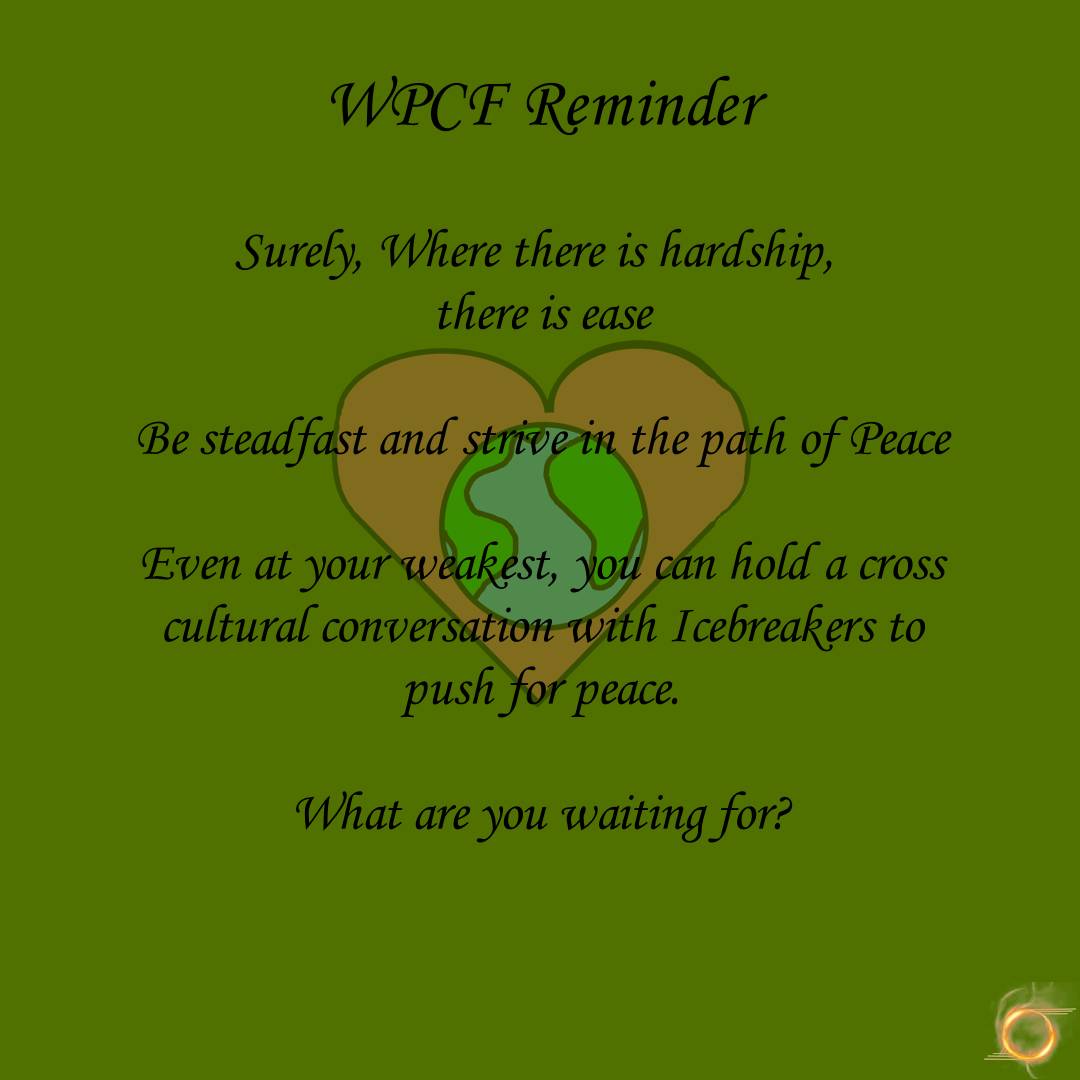 WPCF Reminder
Surely, Where there is hardship,
there is ease
Be steadfast and strive in the path of Peace
Even at your weakest, you can hold a cross
cultural conversation with Icebreakers to
push for peace.
What are you waiting for?